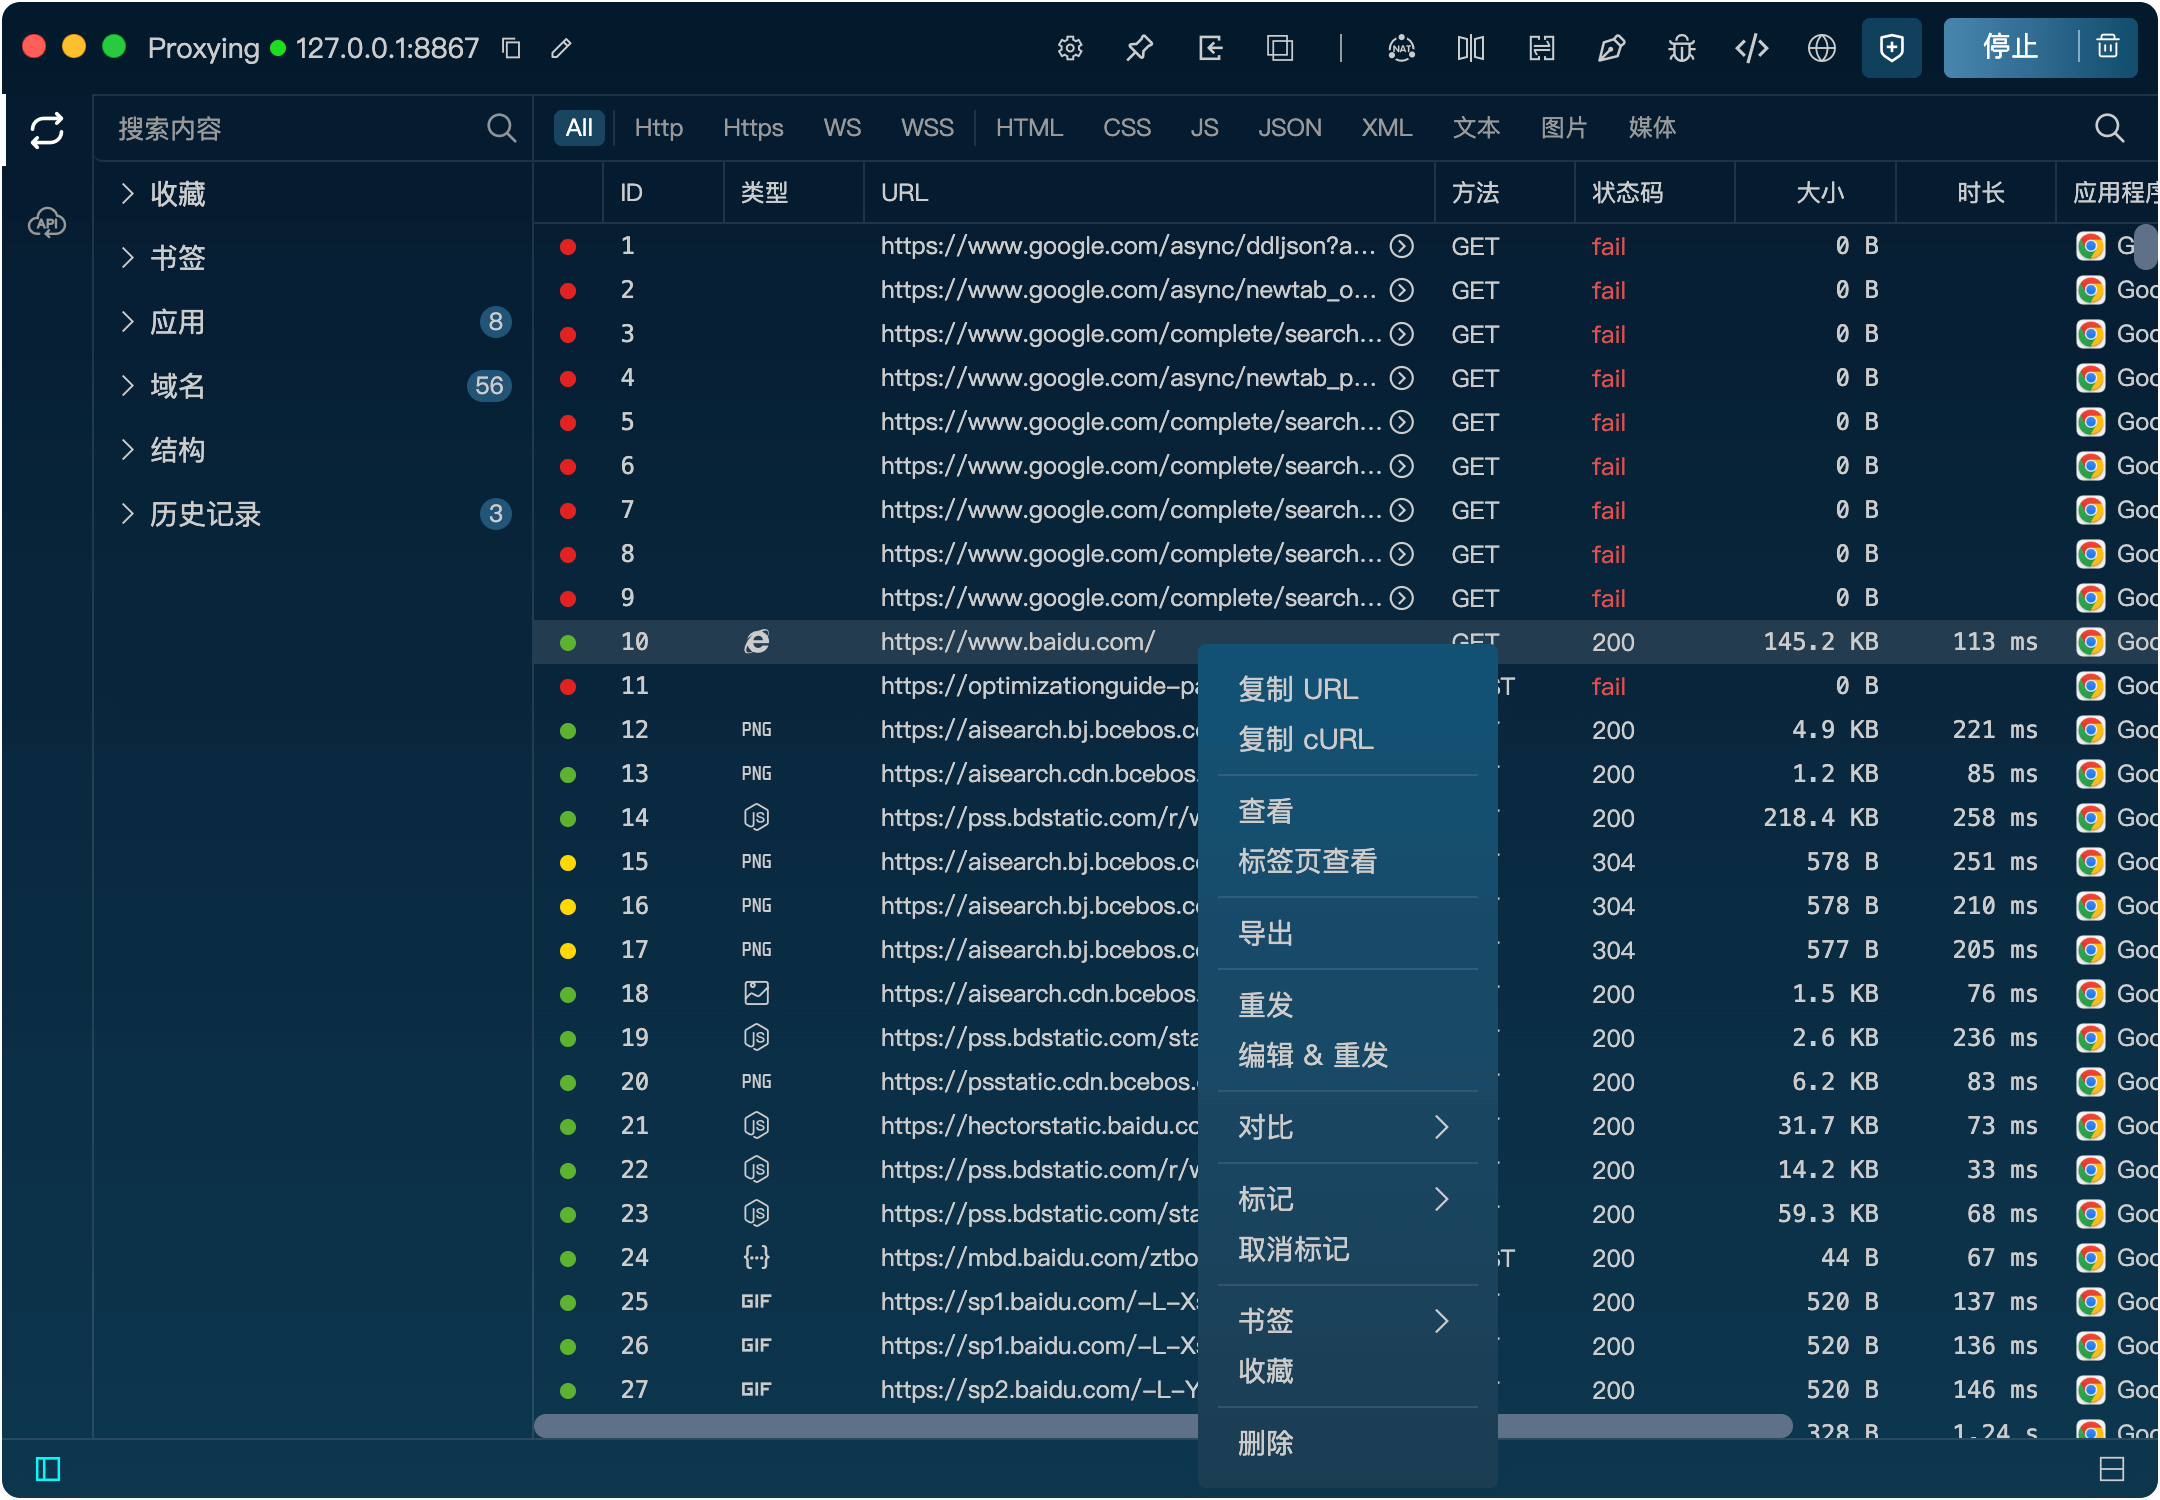 Proxying 127.0.0.1:8867 NAT 停止
搜索内容 All Http Https WS WSS HTML CSS JS JSON XML 文本 图片 媒体
API
收藏
书签
应用 8
域名 56
结构
历史记录 3
ID 类型 URL 方法 状态码 大小 时长 应用程序
1 https://www.google.com/async/ddljson?a... GET fail 0 B G
2 https://www.google.com/async/newtab_o... GET fail 0 B Goo
3 https://www.google.com/complete/search... GET fail 0 B Goo
4 https://www.google.com/async/newtab_p... GET fail 0 B Goo
5 https://www.google.com/complete/search... GET fail 0 B Goo
6 https://www.google.com/complete/search... GET fail 0 B Goo
7 https://www.google.com/complete/search... GET fail 0 B Goo
8 https://www.google.com/complete/search... GET fail 0 B Goo
9 https://www.google.com/complete/search... GET fail 0 B Goo
10 https://www.baidu.com/ GET 200 145.2 KB 113 ms Goo
11 https://optimizationguide-pa fail 0 B Goo
12 PNG https://aisearch.bj.bcebos.c 200 4.9 KB 221 ms Goo
13 PNG https://aisearch.cdn.bcebos. 200 1.2 KB 85 ms Goo
14 JS https://pss.bdstatic.com/r/ 200 218.4 KB 258 ms Goo
15 PNG https://aisearch.bj.bcebos.c 304 578 B 251 ms Goo
16 PNG https://aisearch.bj.bcebos.c 304 578 B 210 ms Goo
17 PNG https://aisearch.bj.bcebos.c 304 577 B 205 ms Goo
18 https://aisearch.cdn.bcebos. 200 1.5 KB 76 ms Goo
19 JS https://pss.bdstatic.com/sta 200 2.6 KB 236 ms Goo
20 PNG https://psstatic.cdn.bcebos. 200 6.2 KB 83 ms Goo
21 JS https://hectorstatic.baidu.co 200 31.7 KB 73 ms Goo
22 JS https://pss.bdstatic.com/r/ 200 14.2 KB 33 ms Goo
23 JS https://pss.bdstatic.com/sta 200 59.3 KB 68 ms Goo
24 {...} https://mbd.baidu.com/ztbo 200 44 B 67 ms Goo
25 GIF https://sp1.baidu.com/-L-Xs 200 520 B 137 ms Goo
26 GIF https://sp1.baidu.com/-L-Xs 200 520 B 136 ms Goo
27 GIF https://sp2.baidu.com/-L-Y 200 520 B 146 ms Goo
328 B 1.24 s Goo
复制 URL
复制 cURL
查看
标签页查看
导出
重发
编辑 & 重发
对比
标记
取消标记
书签
收藏
删除